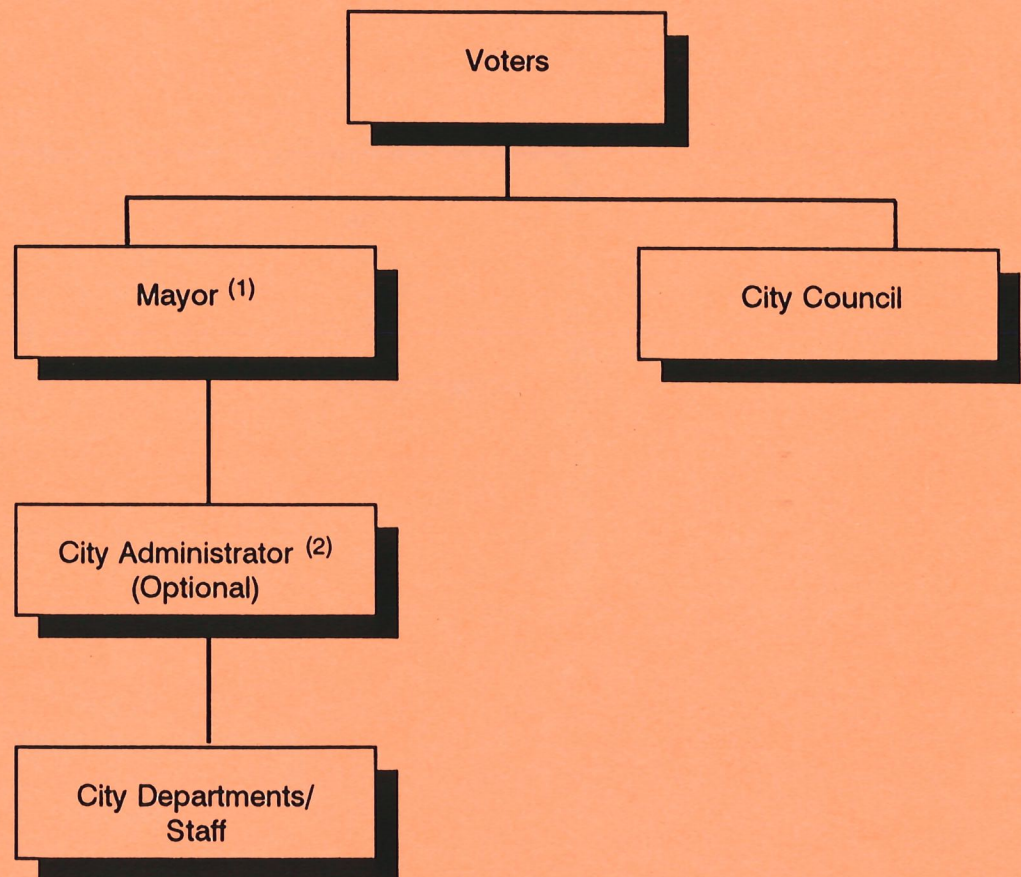 Voters
Mayor (1)
City Council
City Administrator (2)
(Optional)
City Departments/
Staff